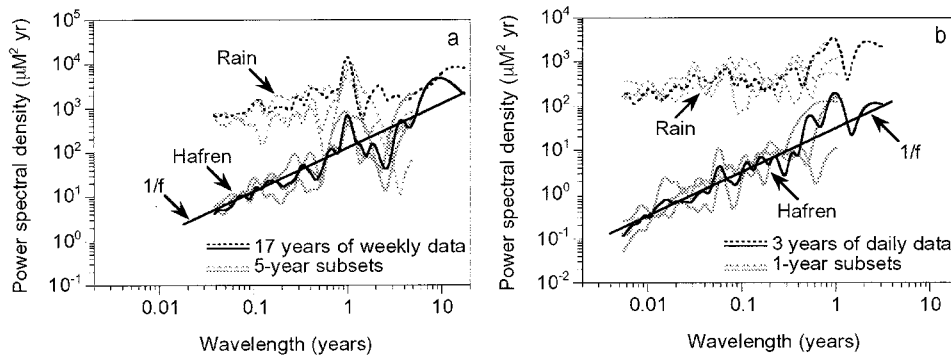 a
Power spectral density (µM² yr)
10⁵
10⁴
10³
10²
10¹
10⁰
10⁻¹
Rain
Hafren
1/f
17 years of weekly data
5-year subsets
0.01
0.1
1
10
Wavelength (years)
b
Power spectral density (µM² yr)
10⁴
10³
10²
10¹
10⁰
10⁻¹
10⁻²
Rain
1/f
Hafren
3 years of daily data
1-year subsets
0.01
0.1
1
10
Wavelength (years)